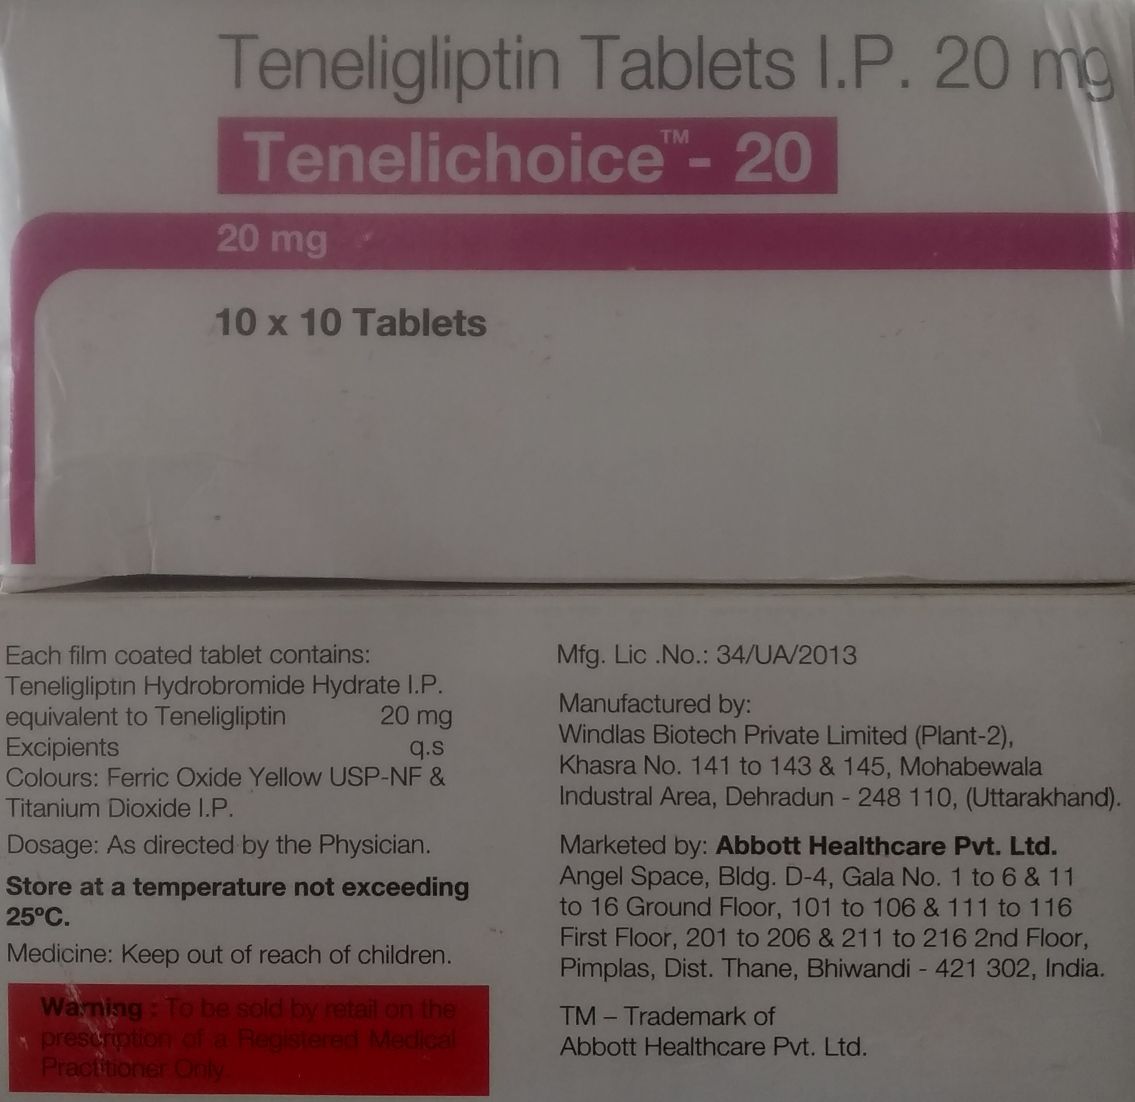 Teneligliptin Tablets I.P. 20 mg
Tenelichoice™- 20
20 mg
10 x 10 Tablets
Each film coated tablet contains:
Teneligliptin Hydrobromide Hydrate I.P.
equivalent to Teneligliptin 20 mg
Excipients q.s
Colours: Ferric Oxide Yellow USP-NF &
Titanium Dioxide I.P.
Dosage: As directed by the Physician.
Store at a temperature not exceeding
25ºC.
Medicine: Keep out of reach of children.
Warning : To be sold by retail on the
prescription of a Registered Medical
Practitioner Only
Mfg. Lic .No.: 34/UA/2013
Manufactured by:
Windlas Biotech Private Limited (Plant-2),
Khasra No. 141 to 143 & 145, Mohabewala
Industral Area, Dehradun - 248 110, (Uttarakhand).
Marketed by: Abbott Healthcare Pvt. Ltd.
Angel Space, Bldg. D-4, Gala No. 1 to 6 & 11
to 16 Ground Floor, 101 to 106 & 111 to 116
First Floor, 201 to 206 & 211 to 216 2nd Floor,
Pimplas, Dist. Thane, Bhiwandi - 421 302, India.
TM – Trademark of
Abbott Healthcare Pvt. Ltd.